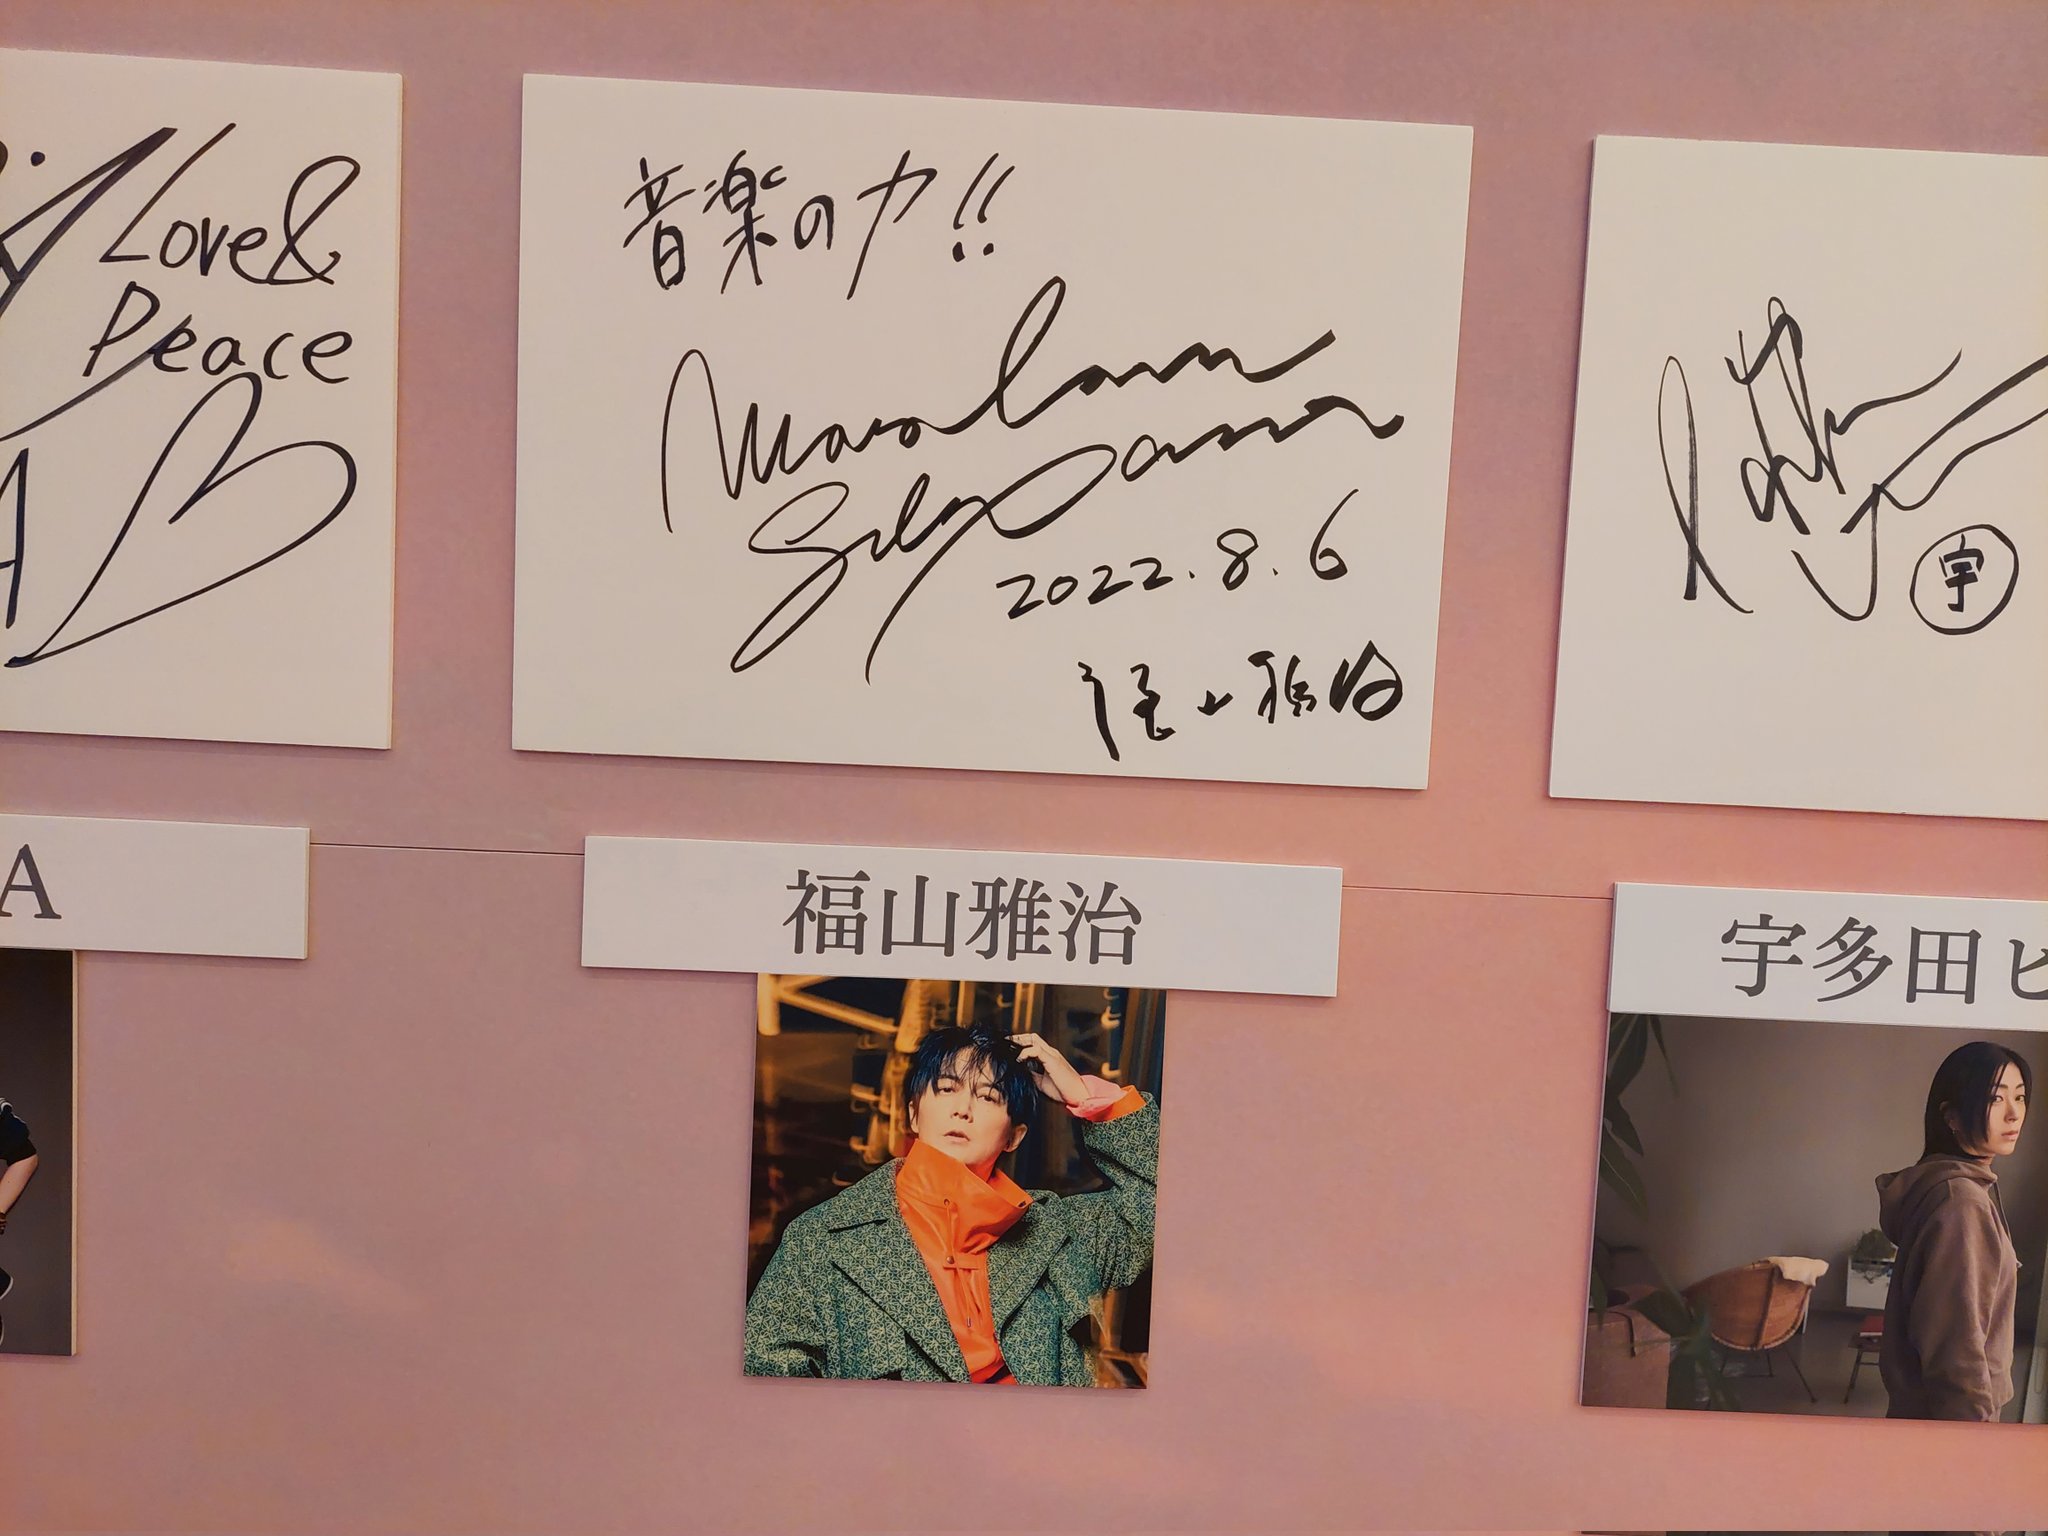 Love&
Peace
A
音楽の力!!
Masaharu
Fukuyama
2022.8.6
福山雅治
宇
A
福山雅治
宇多田ヒ